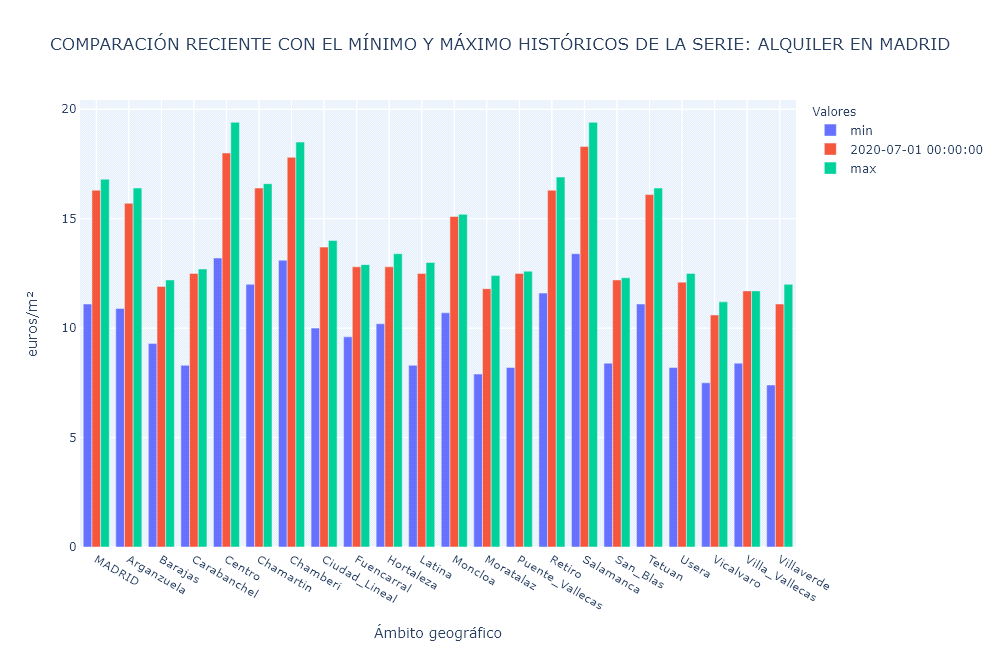 COMPARACIÓN RECIENTE CON EL MÍNIMO Y MÁXIMO HISTÓRICOS DE LA SERIE: ALQUILER EN MADRID
Valores
min
2020-07-01 00:00:00
max
20
15
10
5
0
euros/m²
MADRID
Arganzuela
Barajas
Carabanchel
Centro
Chamartin
Chamberi
Ciudad_Lineal
Fuencarral
Hortaleza
Latina
Moncloa
Moratalaz
Puente_Vallecas
Retiro
Salamanca
San_Blas
Tetuan
Usera
Vicalvaro
Villa_Vallecas
Villaverde
Ámbito geográfico